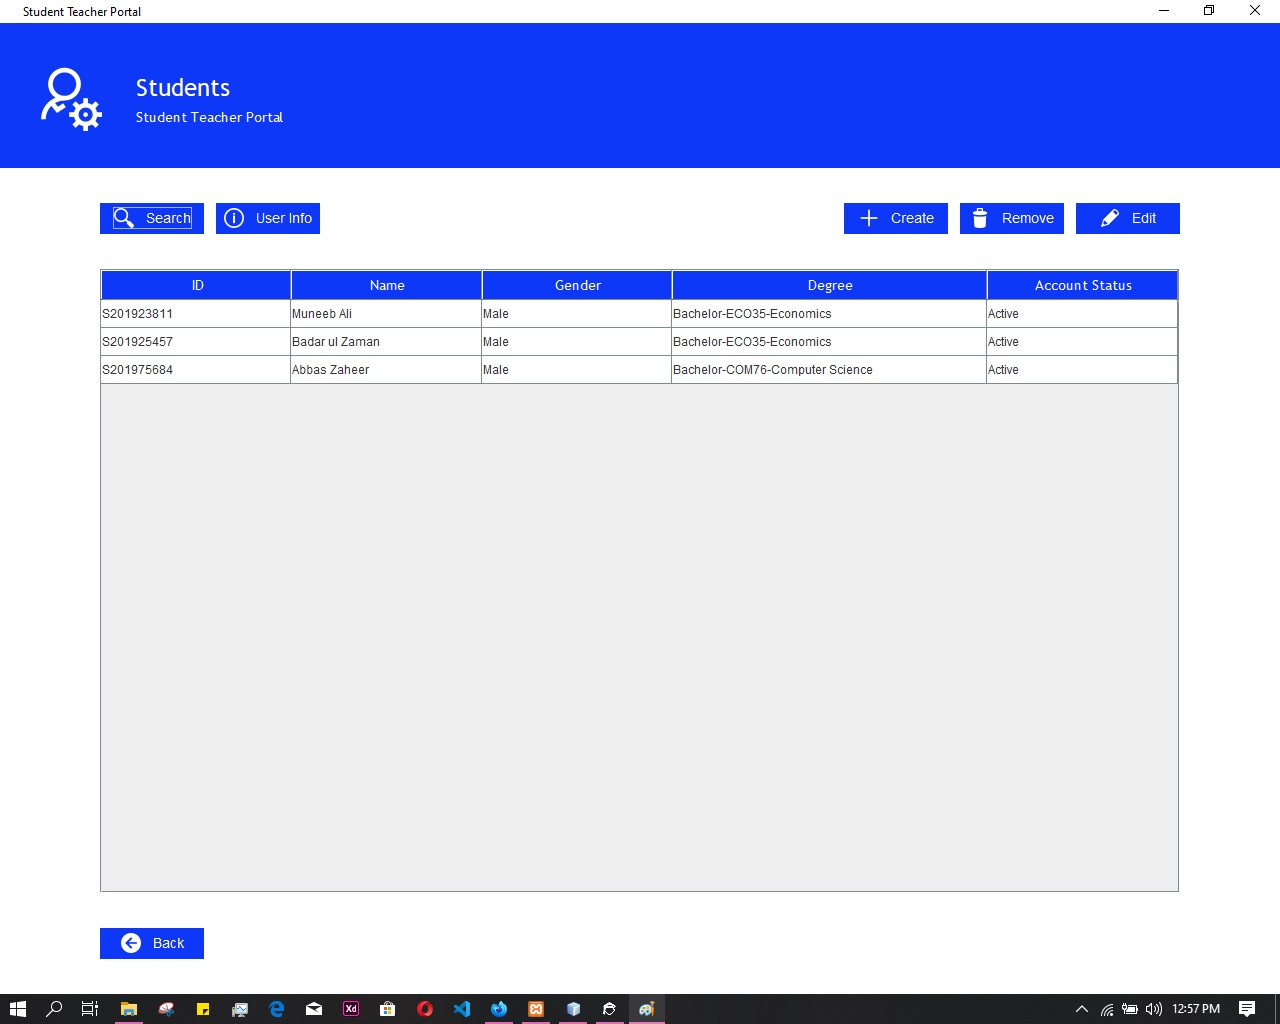 Student Teacher Portal
Students
Student Teacher Portal
Search User Info Create Remove Edit
ID Name Gender Degree Account Status
S201923811 Muneeb Ali Male Bachelor-ECO35-Economics Active
S201925457 Badar ul Zaman Male Bachelor-ECO35-Economics Active
S201975684 Abbas Zaheer Male Bachelor-COM76-Computer Science Active
Back
Xd
12:57 PM